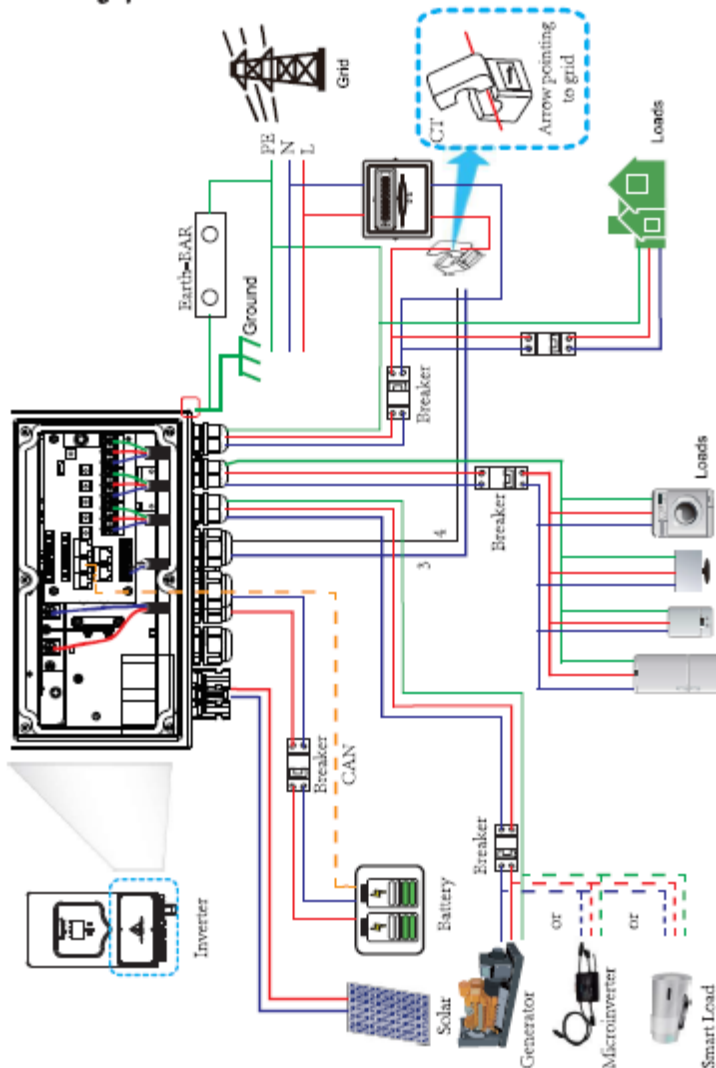 Inverter
Solar
Battery
CAN
Breaker
Generator
or
Microinverter
or
Smart Load
Breaker
3
4
Breaker
Loads
Breaker
Ground
Earth-BAR
PE
N
L
Grid
CT
Arrow pointing
to grid
Loads